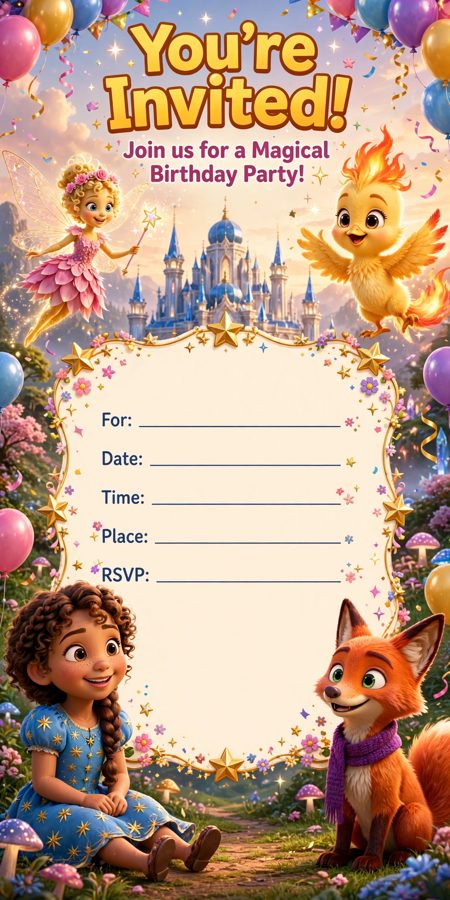 You're
Invited!
Join us for a Magical
Birthday Party!
For:
Date:
Time:
Place:
RSVP: